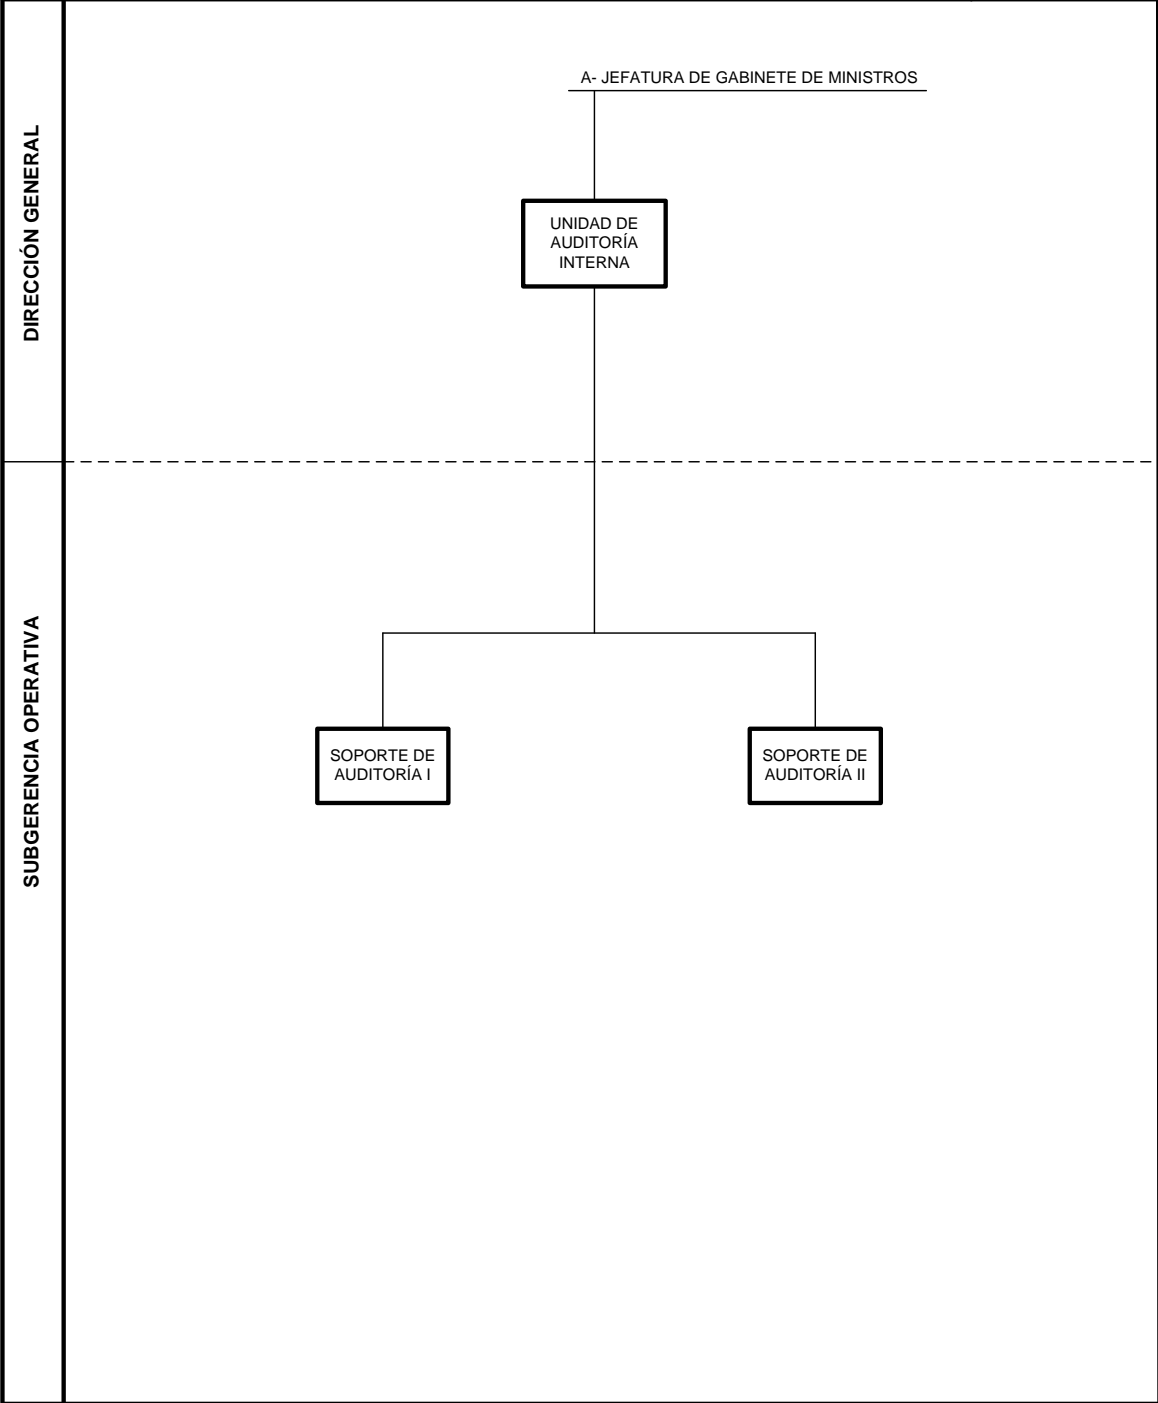 A- JEFATURA DE GABINETE DE MINISTROS
DIRECCIÓN GENERAL
UNIDAD DE
AUDITORÍA
INTERNA
SUBGERENCIA OPERATIVA
SOPORTE DE
AUDITORÍA I
SOPORTE DE
AUDITORÍA II